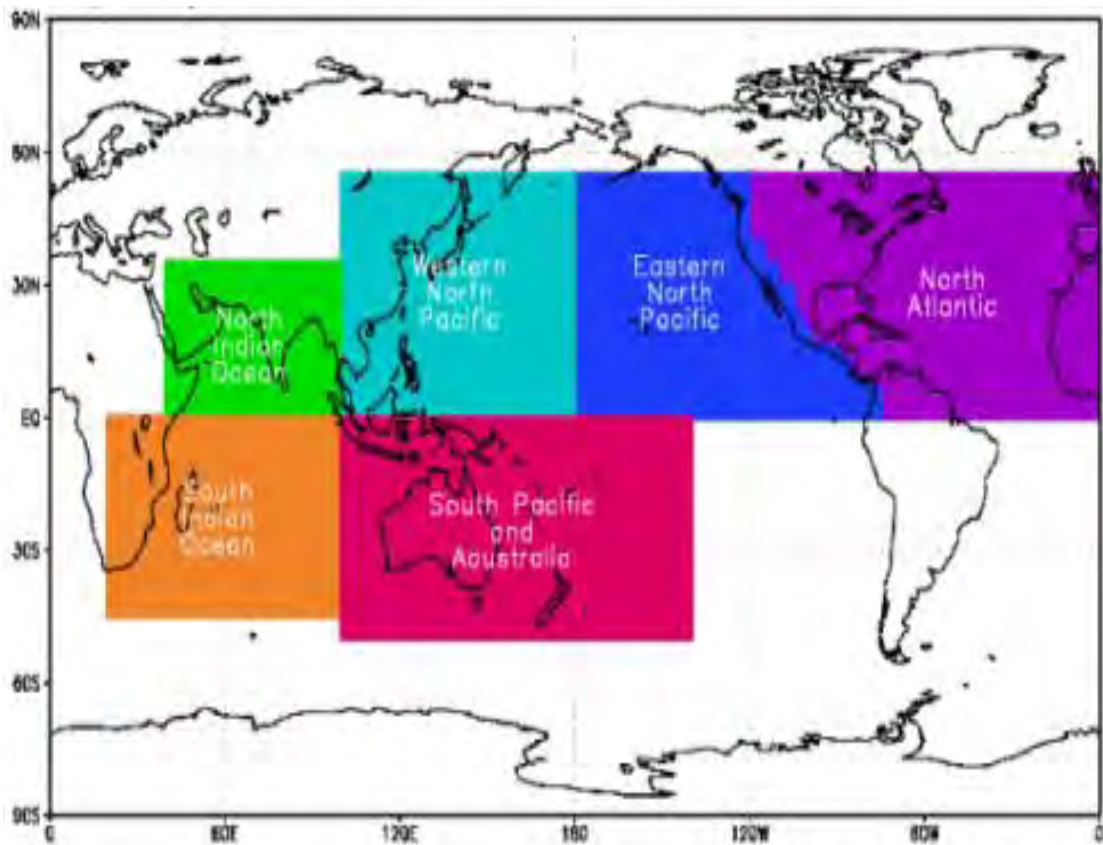 90N
60N
Western
North
Pacific
Eastern
North
Pacific
North
Atlantic
30N
North
Indian
Ocean
EQ
South
Indian
Ocean
South Pacific
and
Aoustralia
30S
60S
90S
0 60E 120E 180 120W 60W 0